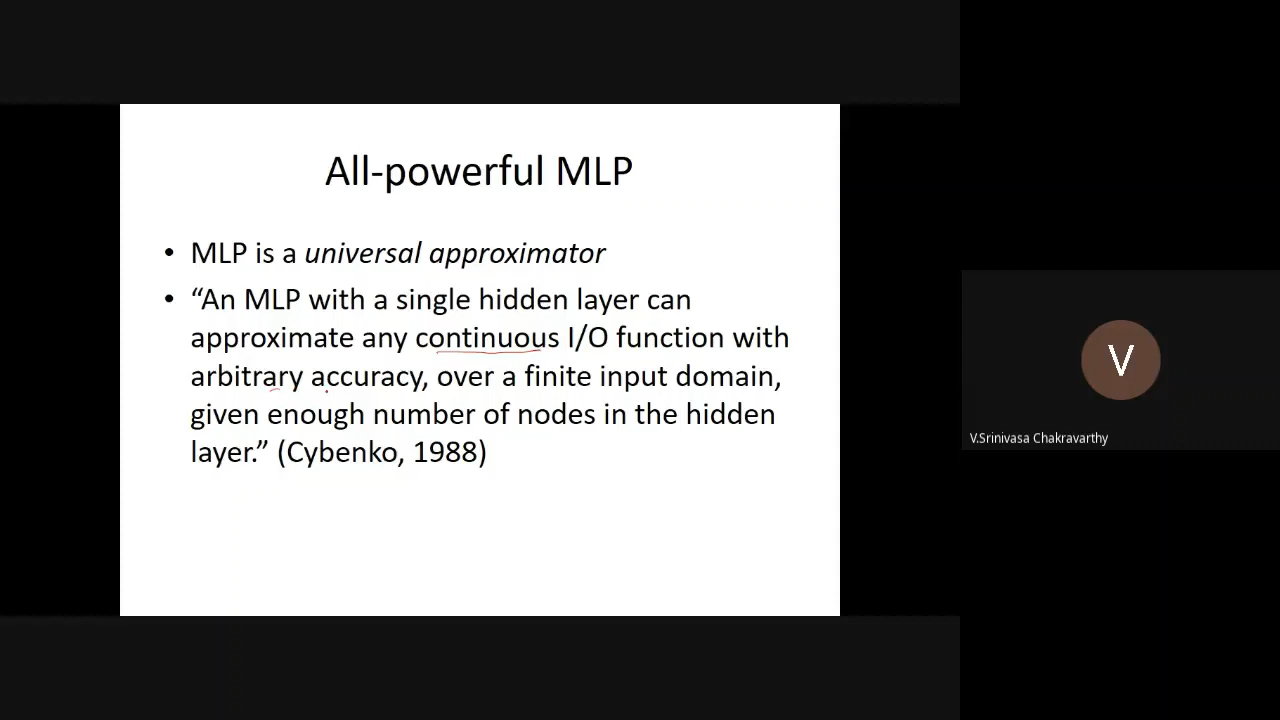 All-powerful MLP
• MLP is a universal approximator
• “An MLP with a single hidden layer can
approximate any continuous I/O function with
arbitrary accuracy, over a finite input domain,
given enough number of nodes in the hidden
layer.” (Cybenko, 1988)
V
V.Srinivasa Chakravarthy